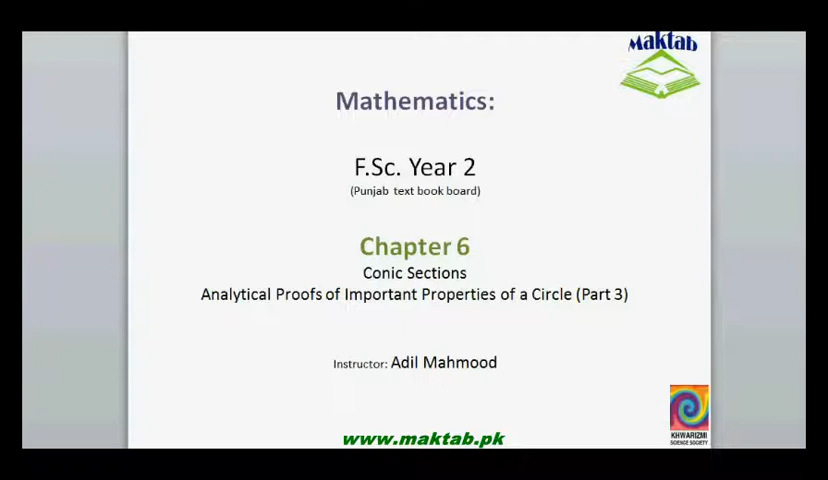 Maktab
Mathematics:
F.Sc. Year 2
(Punjab text book board)
Chapter 6
Conic Sections
Analytical Proofs of Important Properties of a Circle (Part 3)
Instructor: Adil Mahmood
KHWARIZMI
SCIENCE SOCIETY
www.maktab.pk